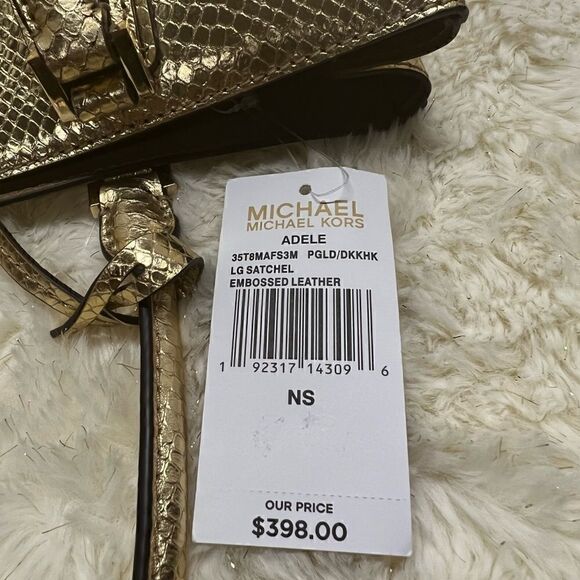 MICHAEL
MICHAEL KORS
ADELE
35T8MAFS3M PGLD/DKKHK
LG SATCHEL
EMBOSSED LEATHER
1 92317 14309 6
NS
OUR PRICE
$398.00